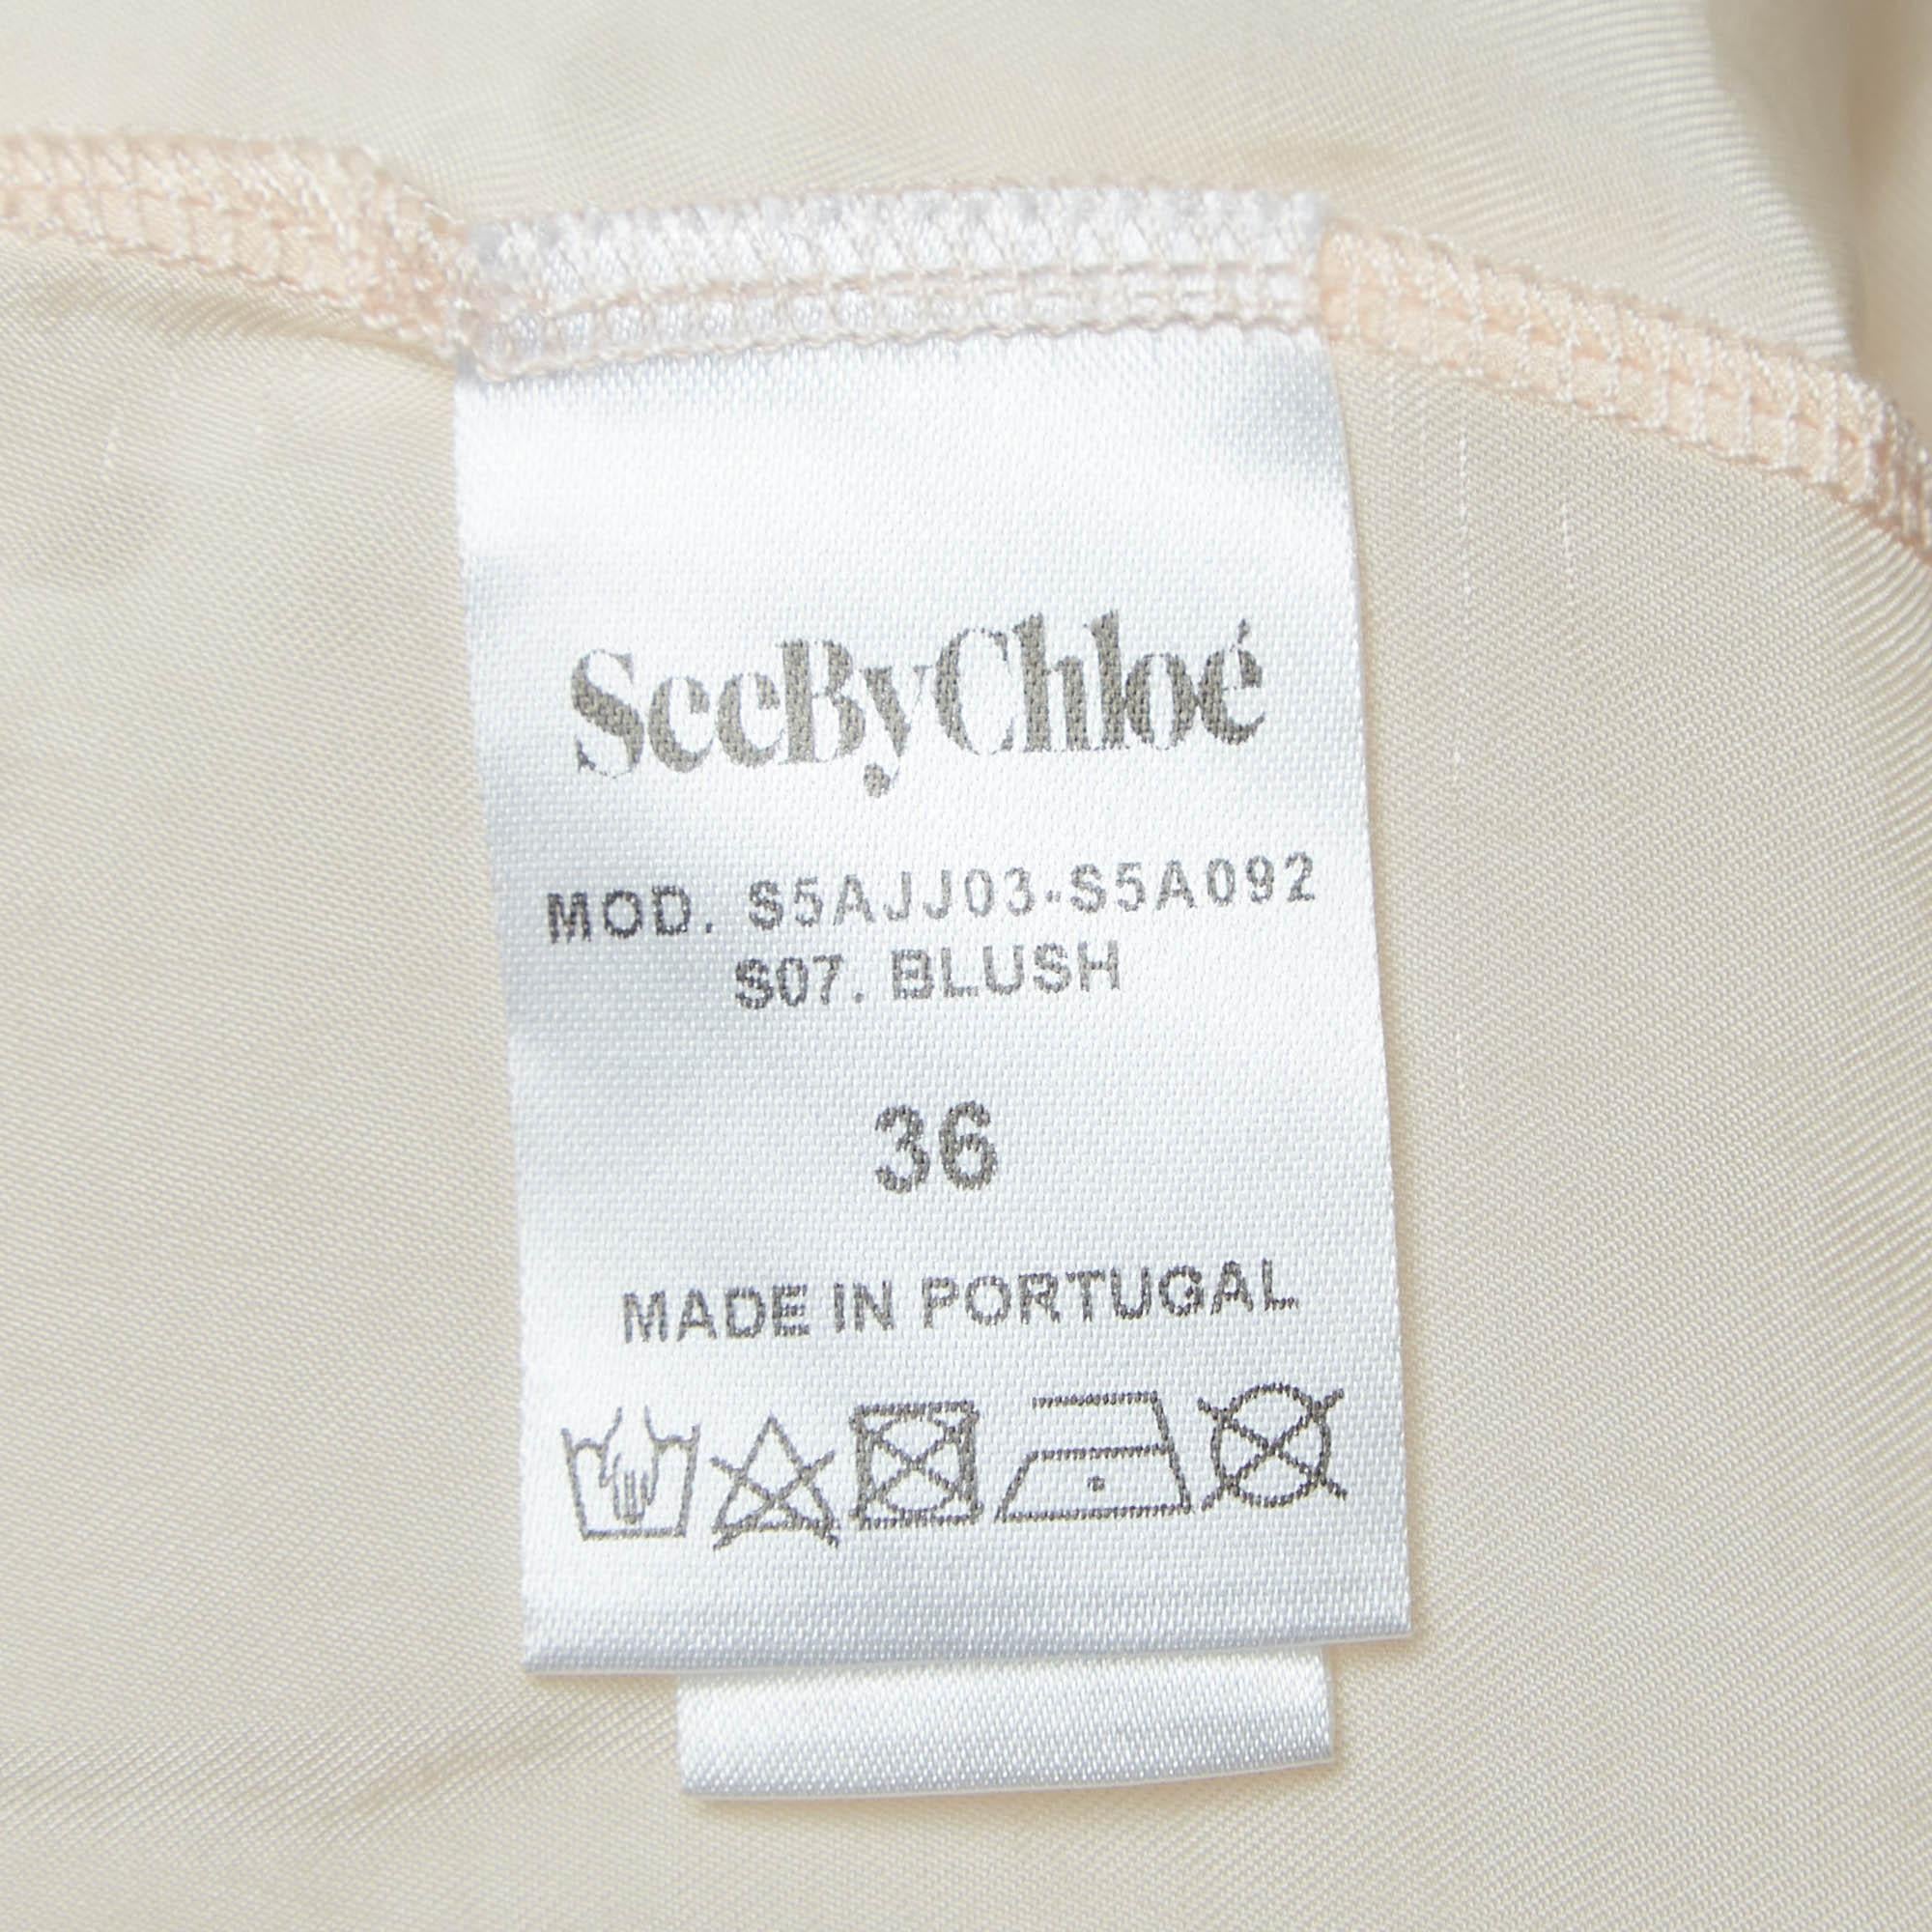 SeeByChloé
MOD. S5AJJ03-S5A092
S07. BLUSH
36
MADE IN PORTUGAL